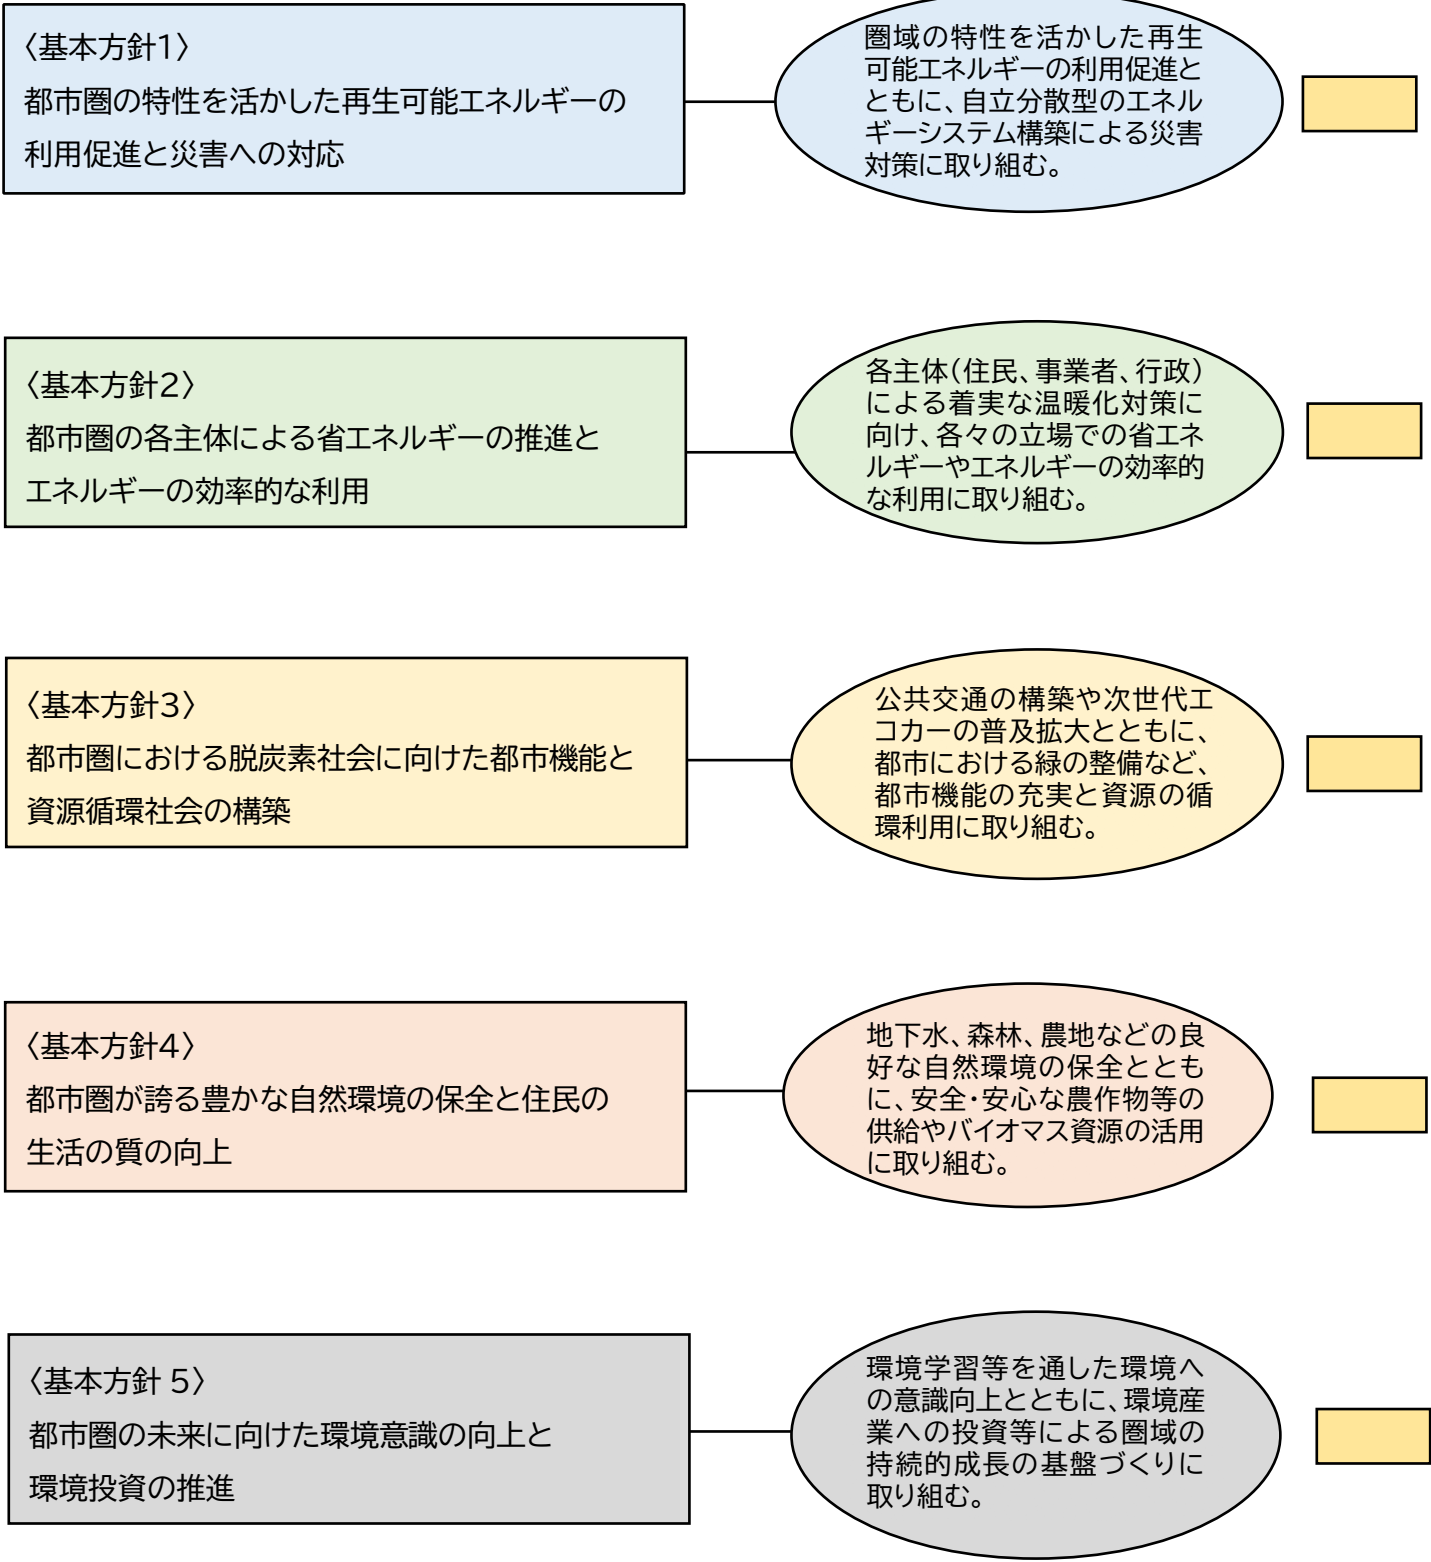 〈基本方針1〉
都市圏の特性を活かした再生可能エネルギーの
利用促進と災害への対応
圏域の特性を活かした再生
可能エネルギーの利用促進と
ともに、自立分散型のエネル
ギーシステム構築による災害
対策に取り組む。
〈基本方針2〉
都市圏の各主体による省エネルギーの推進と
エネルギーの効率的な利用
各主体(住民、事業者、行政)
による着実な温暖化対策に
向け、各々の立場での省エネ
ルギーやエネルギーの効率的
な利用に取り組む。
〈基本方針3〉
都市圏における脱炭素社会に向けた都市機能と
資源循環社会の構築
公共交通の構築や次世代エ
コカーの普及拡大とともに、
都市における緑の整備など、
都市機能の充実と資源の循
環利用に取り組む。
〈基本方針4〉
都市圏が誇る豊かな自然環境の保全と住民の
生活の質の向上
地下水、森林、農地などの良
好な自然環境の保全ととも
に、安全・安心な農作物等の
供給やバイオマス資源の活用
に取り組む。
〈基本方針 5〉
都市圏の未来に向けた環境意識の向上と
環境投資の推進
環境学習等を通した環境へ
の意識向上とともに、環境産
業への投資等による圏域の
持続的成長の基盤づくりに
取り組む。